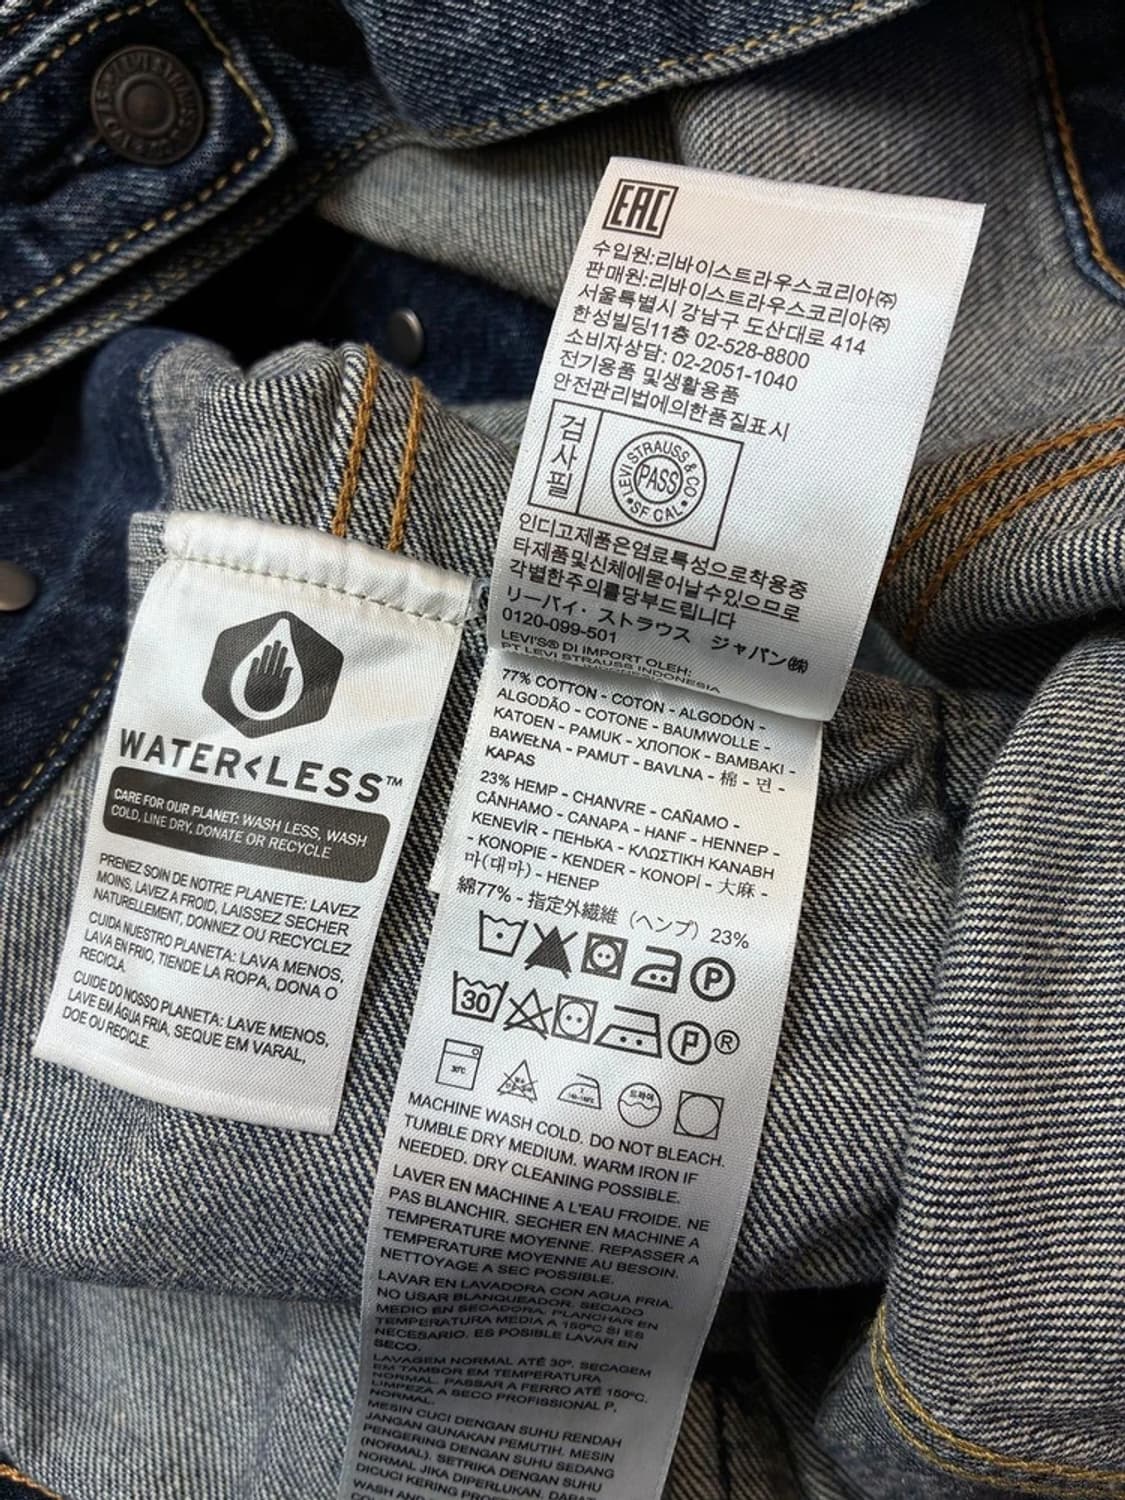 EAC
수입원:리바이스트라우스코리아㈜
판매원:리바이스트라우스코리아㈜
서울특별시 강남구 도산대로 414
한성빌딩11층 02-528-8800
소비자상담: 02-2051-1040
전기용품 및생활용품
안전관리법에의한품질표시
검사필
LEVI STRAUSS & CO
PASS
SF CAL
인디고제품은염료특성으로착용중
타제품및신체에묻어날수있으므로
각별한주의를당부드립니다
リーバイ・ストラウス ジャパン㈱
0120-099-501
LEVI'S® DI IMPORT OLEH:
PT LEVI STRAUSS INDONESIA
WATER<LESS™
CARE FOR OUR PLANET: WASH LESS, WASH
COLD, LINE DRY, DONATE OR RECYCLE
PRENEZ SOIN DE NOTRE PLANETE: LAVEZ
MOINS, LAVEZ A FROID, LAISSEZ SECHER
NATURELLEMENT, DONNEZ OU RECYCLEZ
CUIDA NUESTRO PLANETA: LAVA MENOS,
LAVA EN FRIO, TIENDE LA ROPA, DONA O
RECICLA.
CUIDE DO NOSSO PLANETA: LAVE MENOS,
LAVE EM ÁGUA FRIA, SEQUE EM VARAL,
DOE OU RECICLE.
77% COTTON - COTON - ALGODÓN -
ALGODÃO - COTONE - BAUMWOLLE -
KATOEN - PAMUK - ХЛОПОК - BAMBAKI -
BAWEŁNA - PAMUT - BAVLNA - 棉 - 면 -
KAPAS
23% HEMP - CHANVRE - CAÑAMO -
CÂNHAMO - CANAPA - HANF - HENNEP -
KENEVİR - ПЕНЬКА - ΚΛΩΣΤΙΚΗ ΚΑΝΑΒΗ
- KONOPIE - KENDER - KONOPÍ - 大麻 -
마(대마) - HENEP
綿77% - 指定外繊維 (ヘンプ) 23%
P
30 P ®
30℃
드라이
MACHINE WASH COLD. DO NOT BLEACH.
TUMBLE DRY MEDIUM. WARM IRON IF
NEEDED. DRY CLEANING POSSIBLE.
LAVER EN MACHINE A L'EAU FROIDE. NE
PAS BLANCHIR. SECHER EN MACHINE A
TEMPERATURE MOYENNE. REPASSER A
TEMPERATURE MOYENNE AU BESOIN.
NETTOYAGE A SEC POSSIBLE.
LAVAR EN LAVADORA CON AGUA FRIA.
NO USAR BLANQUEADOR. SECADO
MEDIO EN SECADORA. PLANCHAR EN
TEMPERATURA MEDIA A 150ºC SI ES
NECESARIO. ES POSIBLE LAVAR EN
SECO.
LAVAGEM NORMAL ATÉ 30º. SECAGEM
EM TAMBOR EM TEMPERATURA
NORMAL. PASSAR A FERRO ATÉ 150ºC.
LIMPEZA A SECO PROFISSIONAL P,
NORMAL.
MESIN CUCI DENGAN SUHU RENDAH
JANGAN GUNAKAN PEMUTIH. MESIN
PENGERING DENGAN SUHU SEDANG
(NORMAL). SETRIKA DENGAN SUHU
NORMAL JIKA DIPERLUKAN. DAPAT
DICUCI KERING
WASH AND